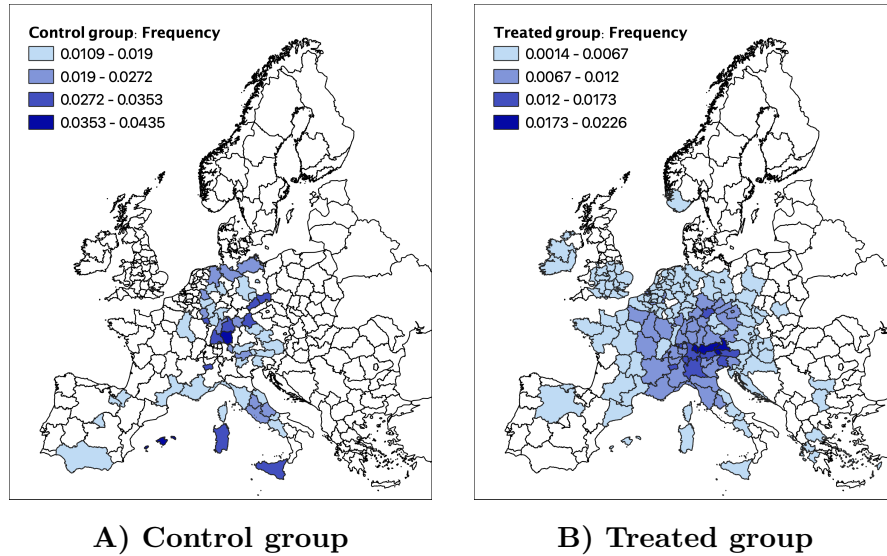 Control group: Frequency
0.0109 - 0.019
0.019 - 0.0272
0.0272 - 0.0353
0.0353 - 0.0435
Treated group: Frequency
0.0014 - 0.0067
0.0067 - 0.012
0.012 - 0.0173
0.0173 - 0.0226
A) Control group
B) Treated group